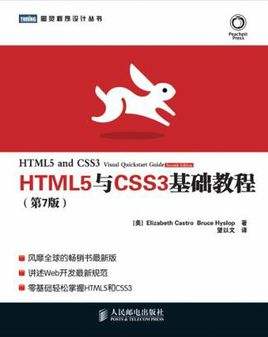 TURING
图灵程序设计丛书
Peachpit
Press
HTML5 and CSS3 Visual Quickstart Guide Seventh Edition
HTML5与CSS3基础教程
（第7版）
[美] Elizabeth Castro Bruce Hyslop 著
望以文 译
风靡全球的畅销书最新版
讲述Web开发最新规范
零基础轻松掌握HTML5和CSS3
人民邮电出版社
POSTS & TELECOM PRESS